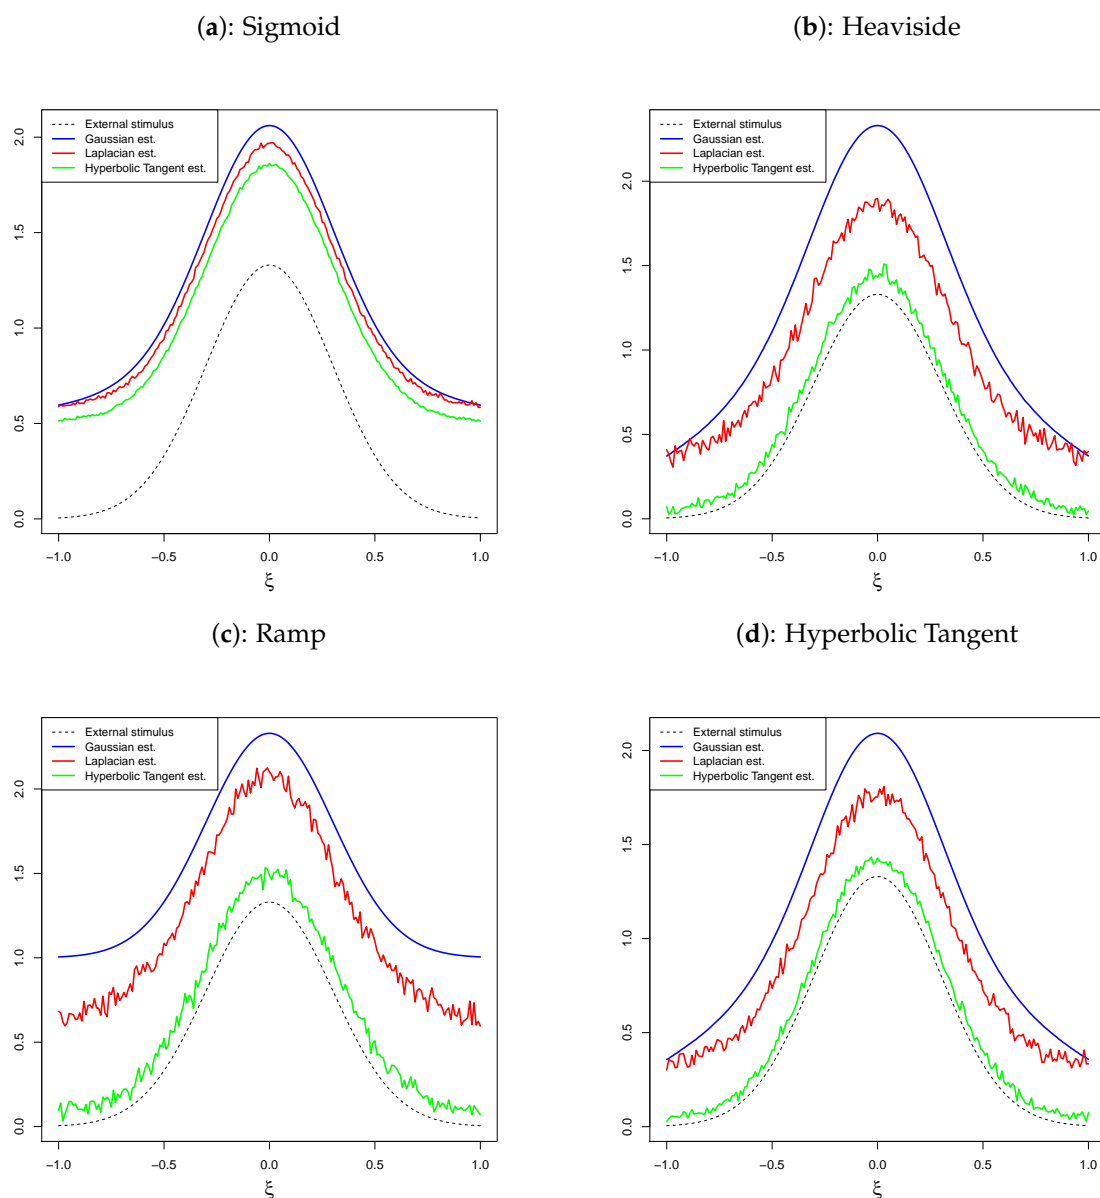 (a): Sigmoid
External stimulus
Gaussian est.
Laplacian est.
Hyperbolic Tangent est.
2.0
1.5
1.0
0.5
0.0
−1.0 −0.5 0.0 0.5 1.0
ξ
(b): Heaviside
External stimulus
Gaussian est.
Laplacian est.
Hyperbolic Tangent est.
2.0
1.5
1.0
0.5
0.0
−1.0 −0.5 0.0 0.5 1.0
ξ
(c): Ramp
External stimulus
Gaussian est.
Laplacian est.
Hyperbolic Tangent est.
2.0
1.5
1.0
0.5
0.0
−1.0 −0.5 0.0 0.5 1.0
ξ
(d): Hyperbolic Tangent
External stimulus
Gaussian est.
Laplacian est.
Hyperbolic Tangent est.
2.0
1.5
1.0
0.5
0.0
−1.0 −0.5 0.0 0.5 1.0
ξ